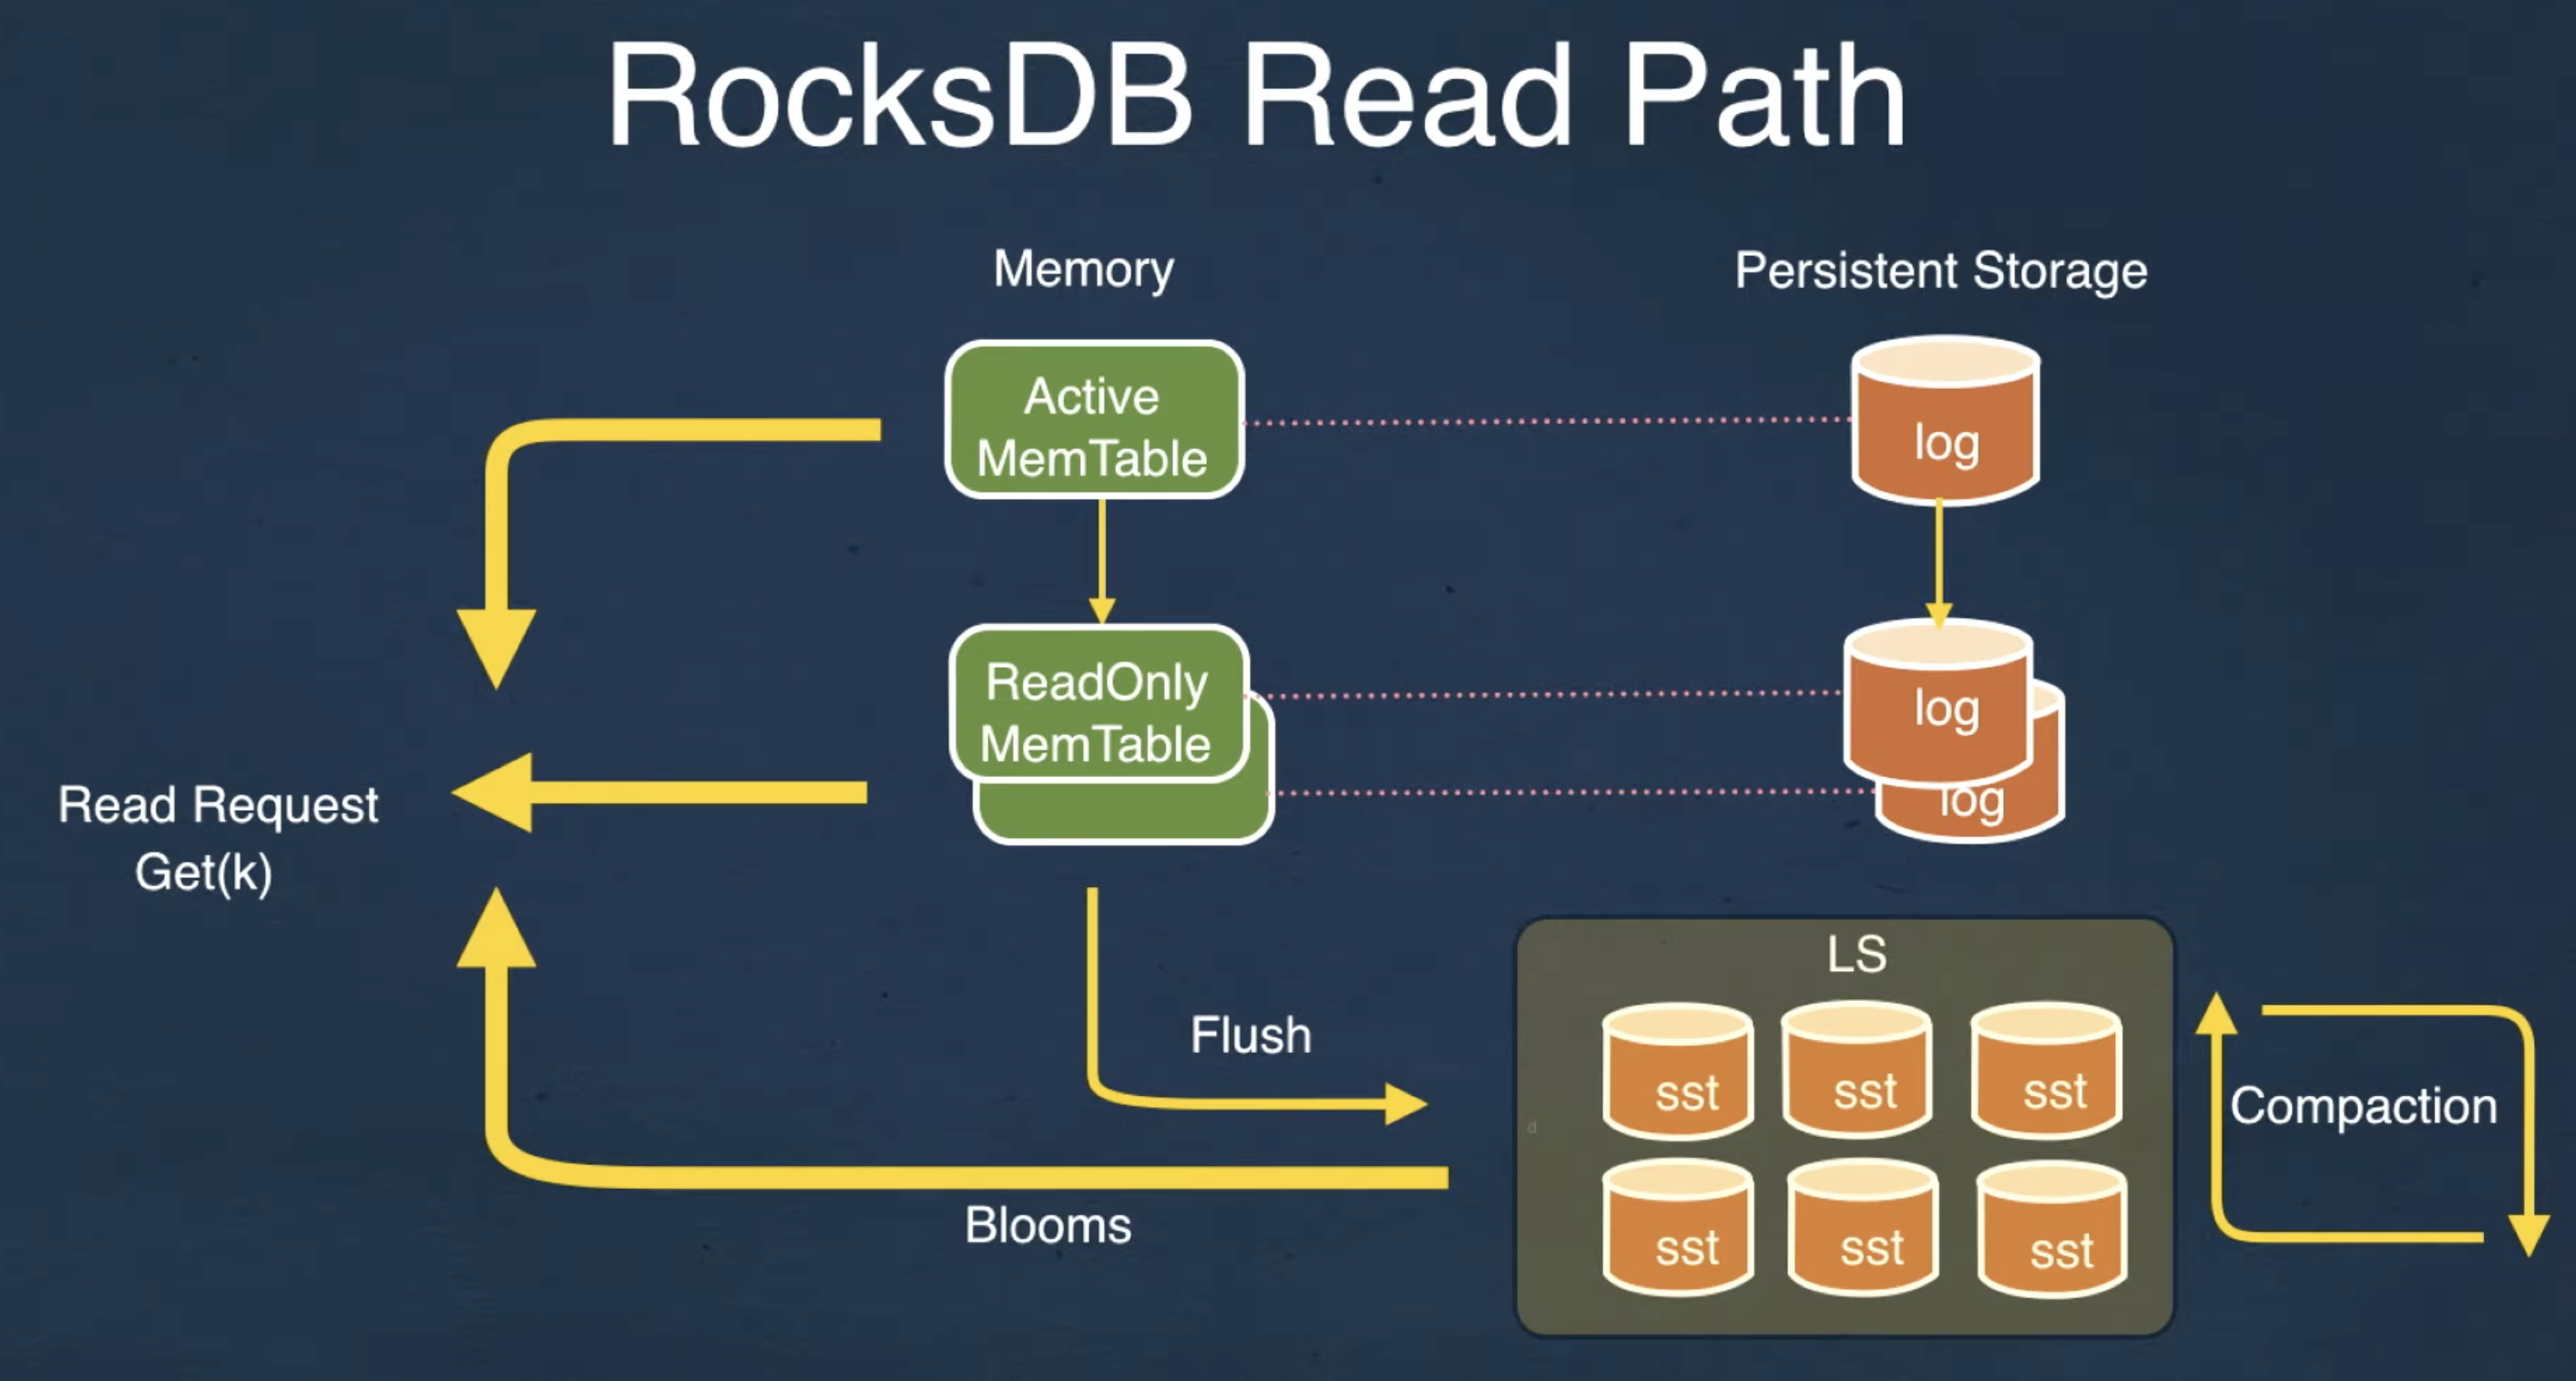 RocksDB Read Path
Memory
Persistent Storage
Active
MemTable
log
ReadOnly
MemTable
log
log
Read Request
Get(k)
Flush
Blooms
LS
sst
sst
sst
sst
sst
sst
Compaction
d